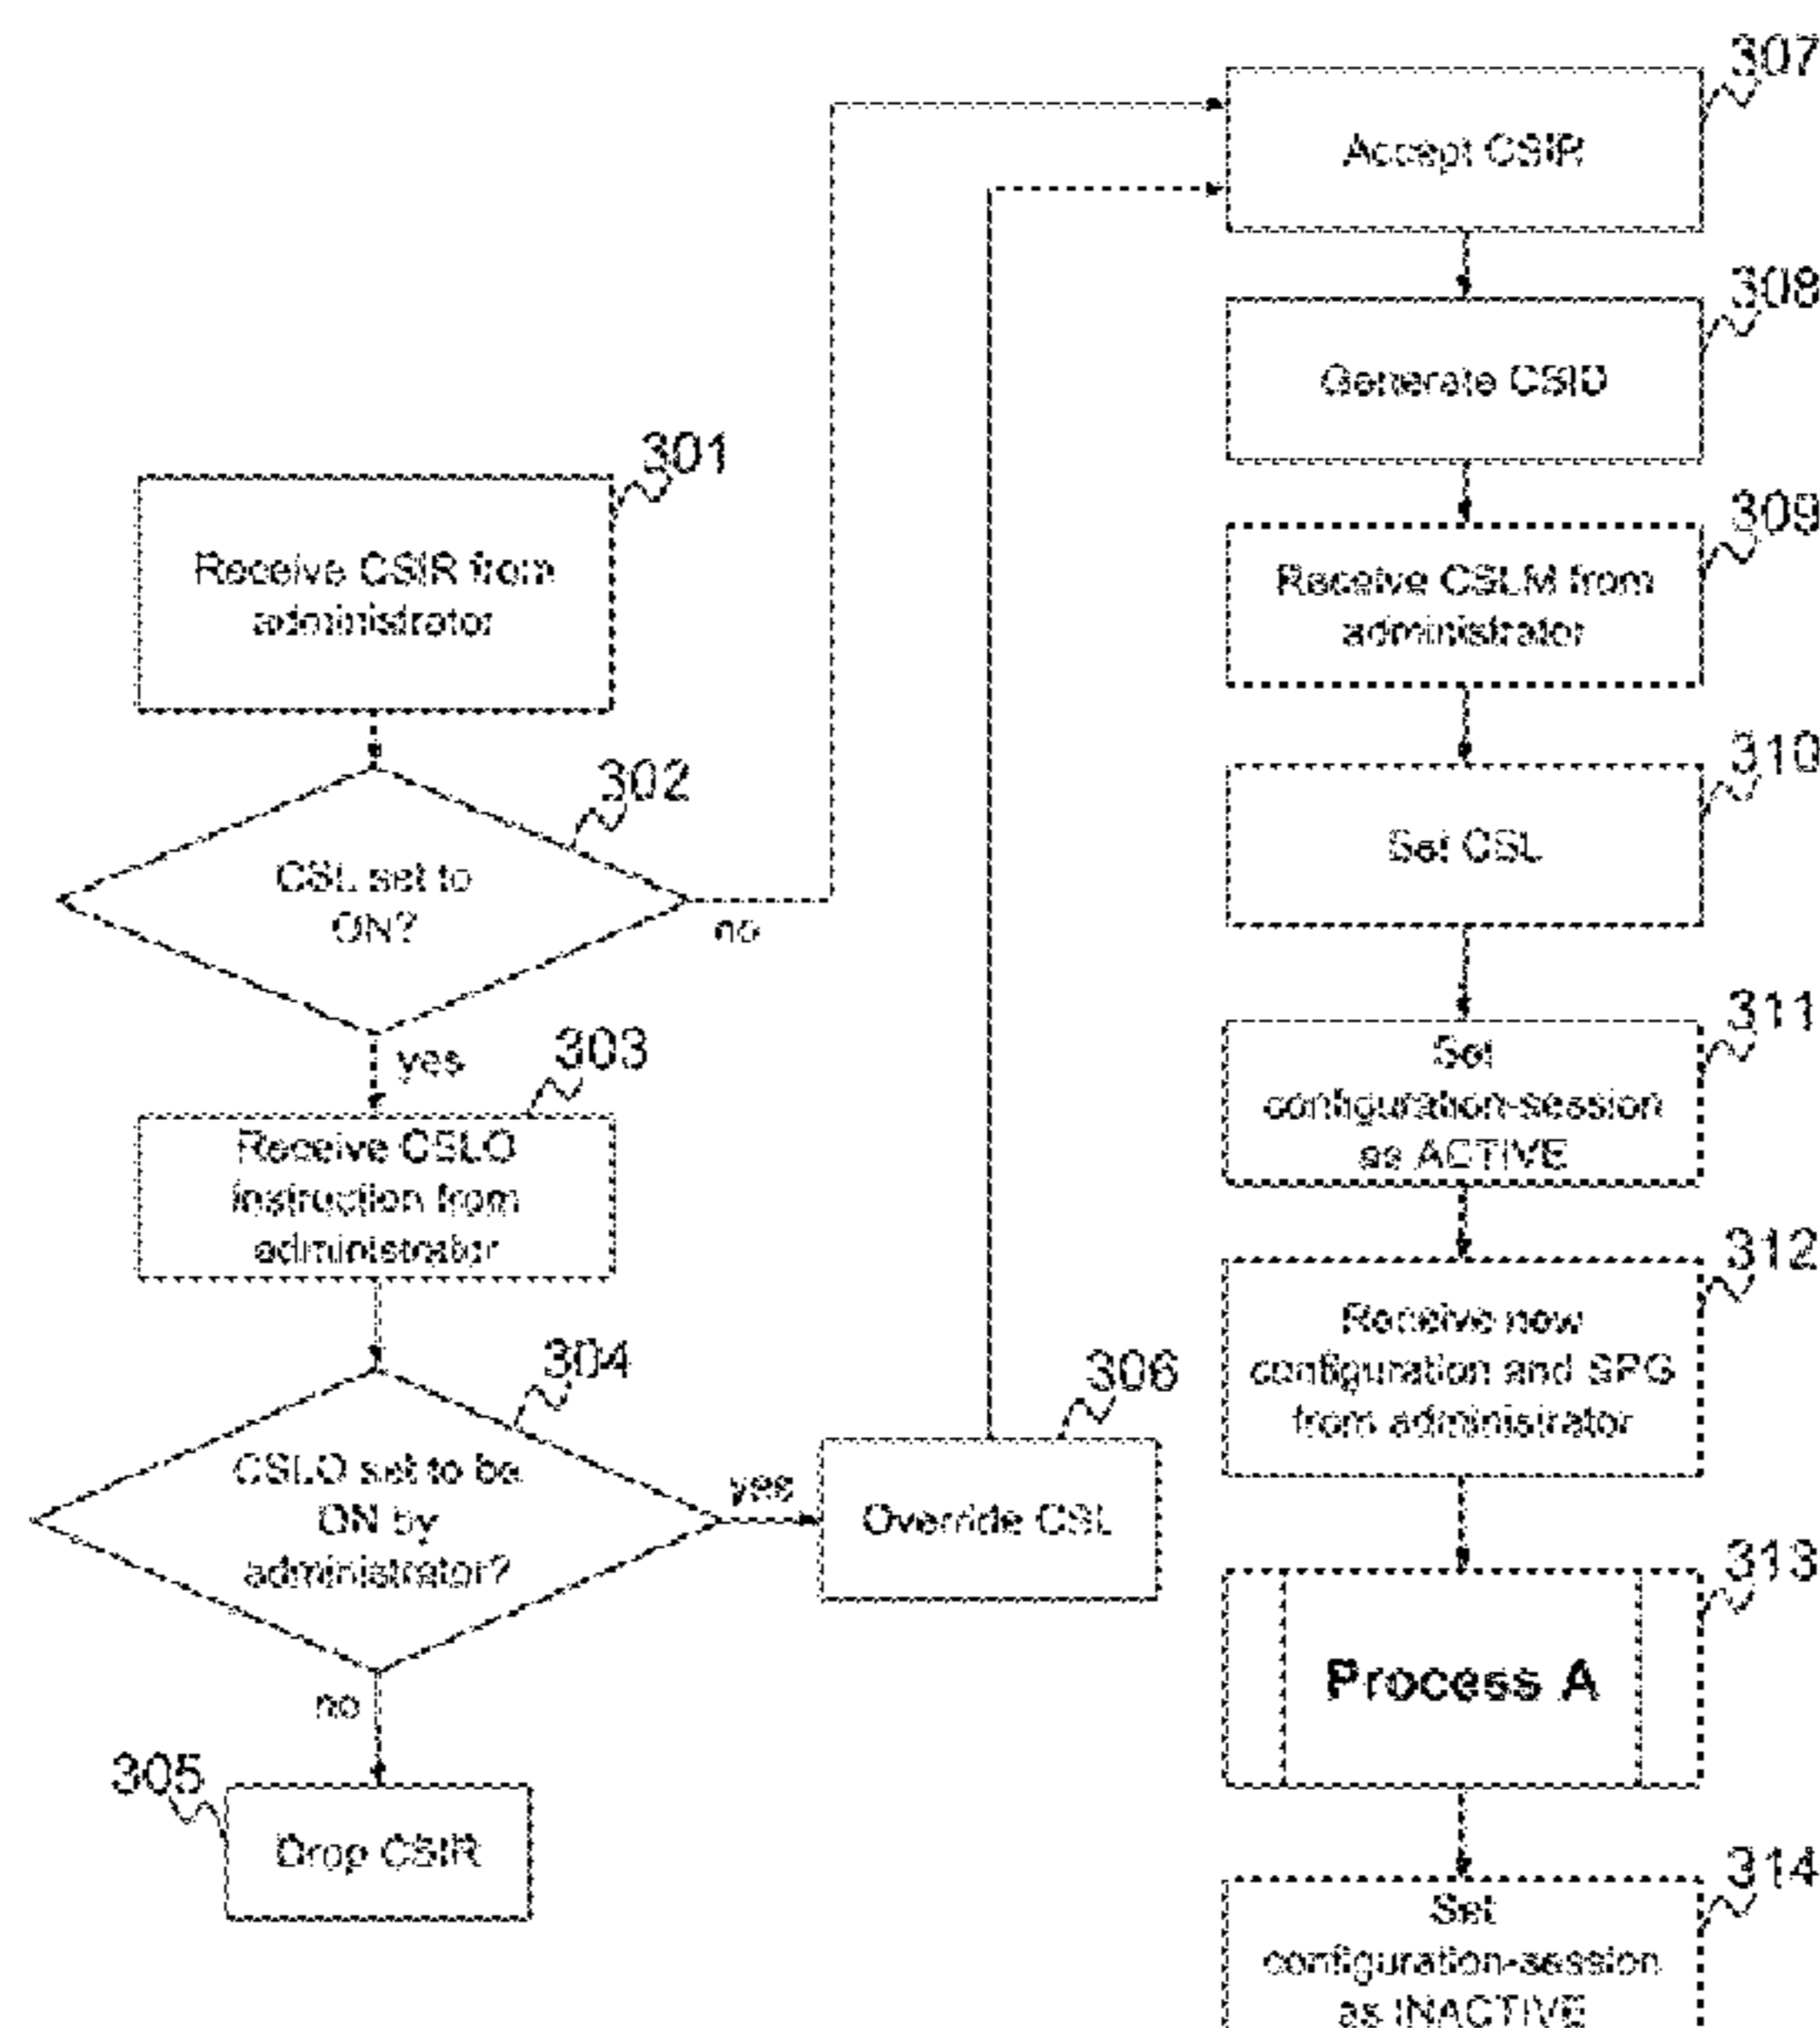 301
Receive CSIR from
administrator
302
CSL set to
ON?
no
yes
303
Receive CSLO
instruction from
administrator
304
CSLO set to be
ON by
administrator?
yes
306
Override CSL
no
305
Drop CSIR
307
Accept CSIR
308
Generate CSID
309
Receive CSLM from
administrator
310
Set CSL
311
Set
configuration-session
as ACTIVE
312
Receive new
configuration and SPG
from administrator
313
Process A
314
Set
configuration-session
as INACTIVE